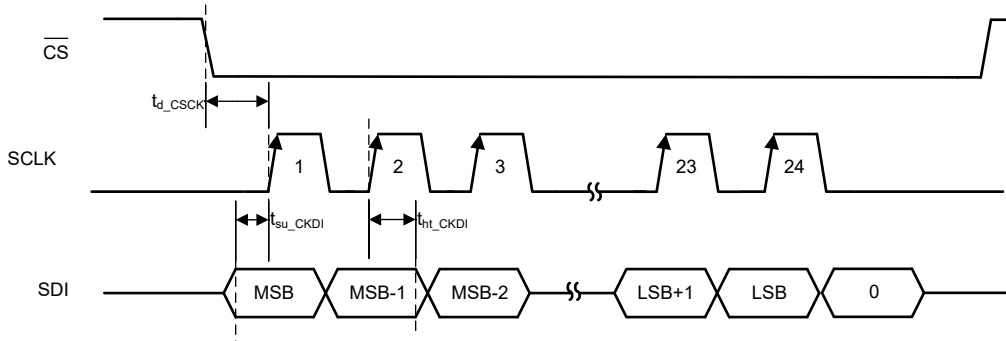 C̅S̅
t_d_CSCK
SCLK
1 2 3 23 24
t_su_CKDI t_ht_CKDI
SDI
MSB MSB-1 MSB-2 LSB+1 LSB 0